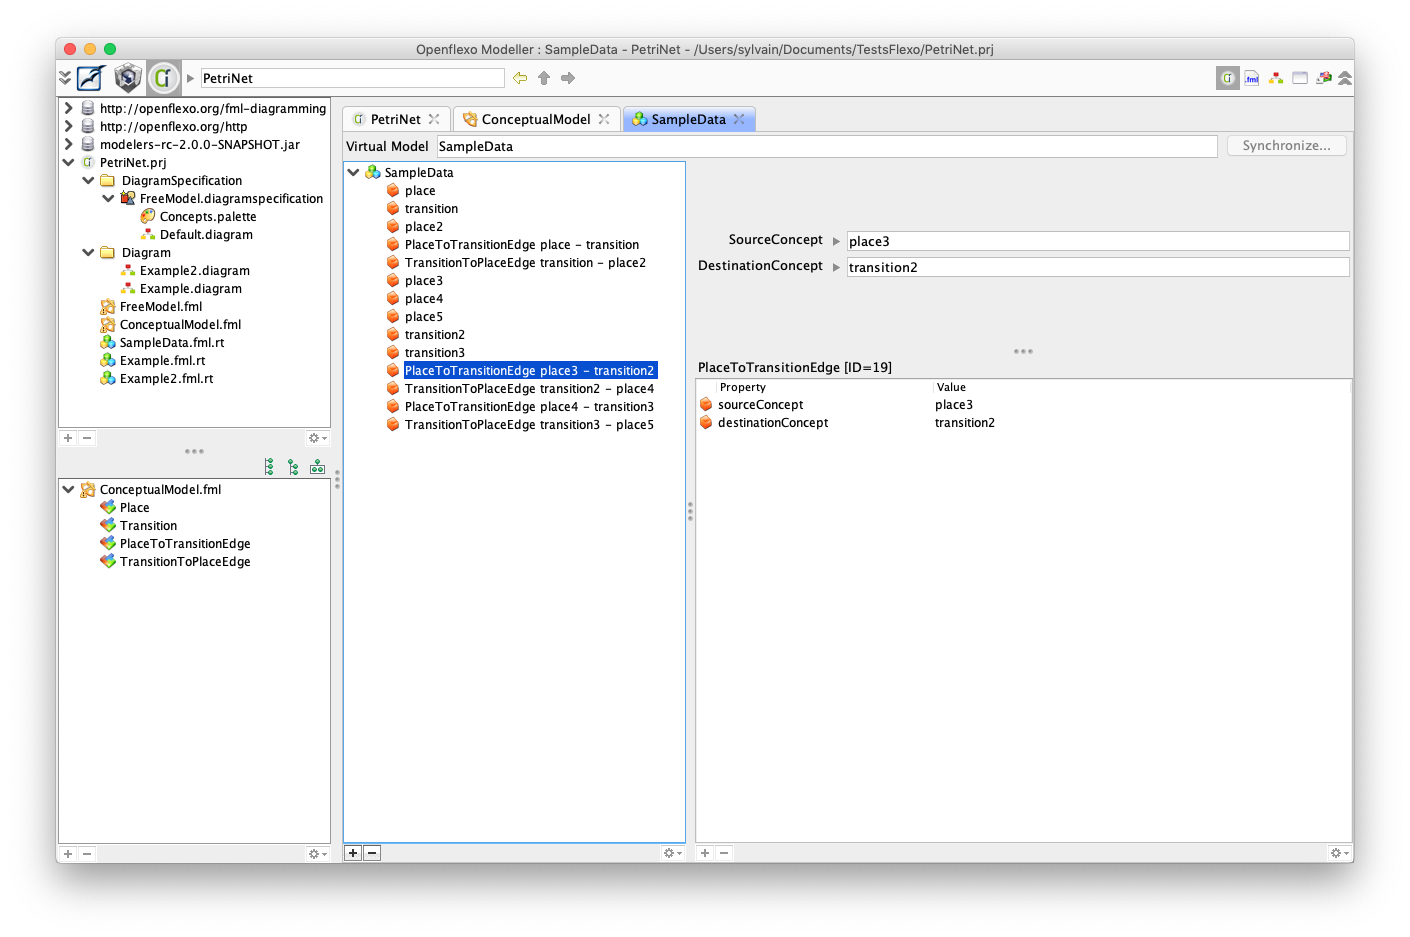 Openflexo Modeller : SampleData - PetriNet - /Users/sylvain/Documents/TestsFlexo/PetriNet.prj
PetriNet
.fml
http://openflexo.org/fml-diagramming
http://openflexo.org/http
modelers-rc-2.0.0-SNAPSHOT.jar
PetriNet.prj
DiagramSpecification
FreeModel.diagramspecification
Concepts.palette
Default.diagram
Diagram
Example2.diagram
Example.diagram
FreeModel.fml
ConceptualModel.fml
SampleData.fml.rt
Example.fml.rt
Example2.fml.rt
ConceptualModel.fml
Place
Transition
PlaceToTransitionEdge
TransitionToPlaceEdge
PetriNet
ConceptualModel
SampleData
Virtual Model SampleData
Synchronize...
SampleData
place
transition
place2
PlaceToTransitionEdge place - transition
TransitionToPlaceEdge transition - place2
place3
place4
place5
transition2
transition3
PlaceToTransitionEdge place3 - transition2
TransitionToPlaceEdge transition2 - place4
PlaceToTransitionEdge place4 - transition3
TransitionToPlaceEdge transition3 - place5
SourceConcept place3
DestinationConcept transition2
PlaceToTransitionEdge [ID=19]
Property Value
sourceConcept place3
destinationConcept transition2